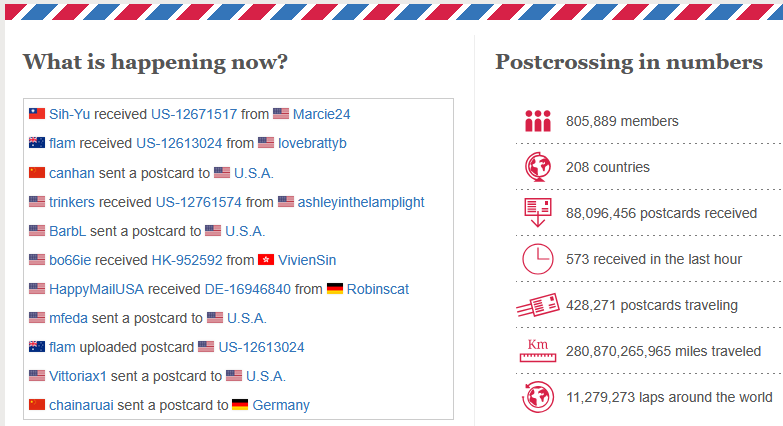 What is happening now?
Sih-Yu received US-12671517 from Marcie24
flam received US-12613024 from lovebrattyb
canhan sent a postcard to U.S.A.
trinkers received US-12761574 from ashleyinthelamplight
BarbL sent a postcard to U.S.A.
bo66ie received HK-952592 from VivienSin
HappyMailUSA received DE-16946840 from Robinscat
mfeda sent a postcard to U.S.A.
flam uploaded postcard US-12613024
Vittoriax1 sent a postcard to U.S.A.
chainaruai sent a postcard to Germany
Postcrossing in numbers
805,889 members
208 countries
88,096,456 postcards received
573 received in the last hour
428,271 postcards traveling
Km
280,870,265,965 miles traveled
11,279,273 laps around the world